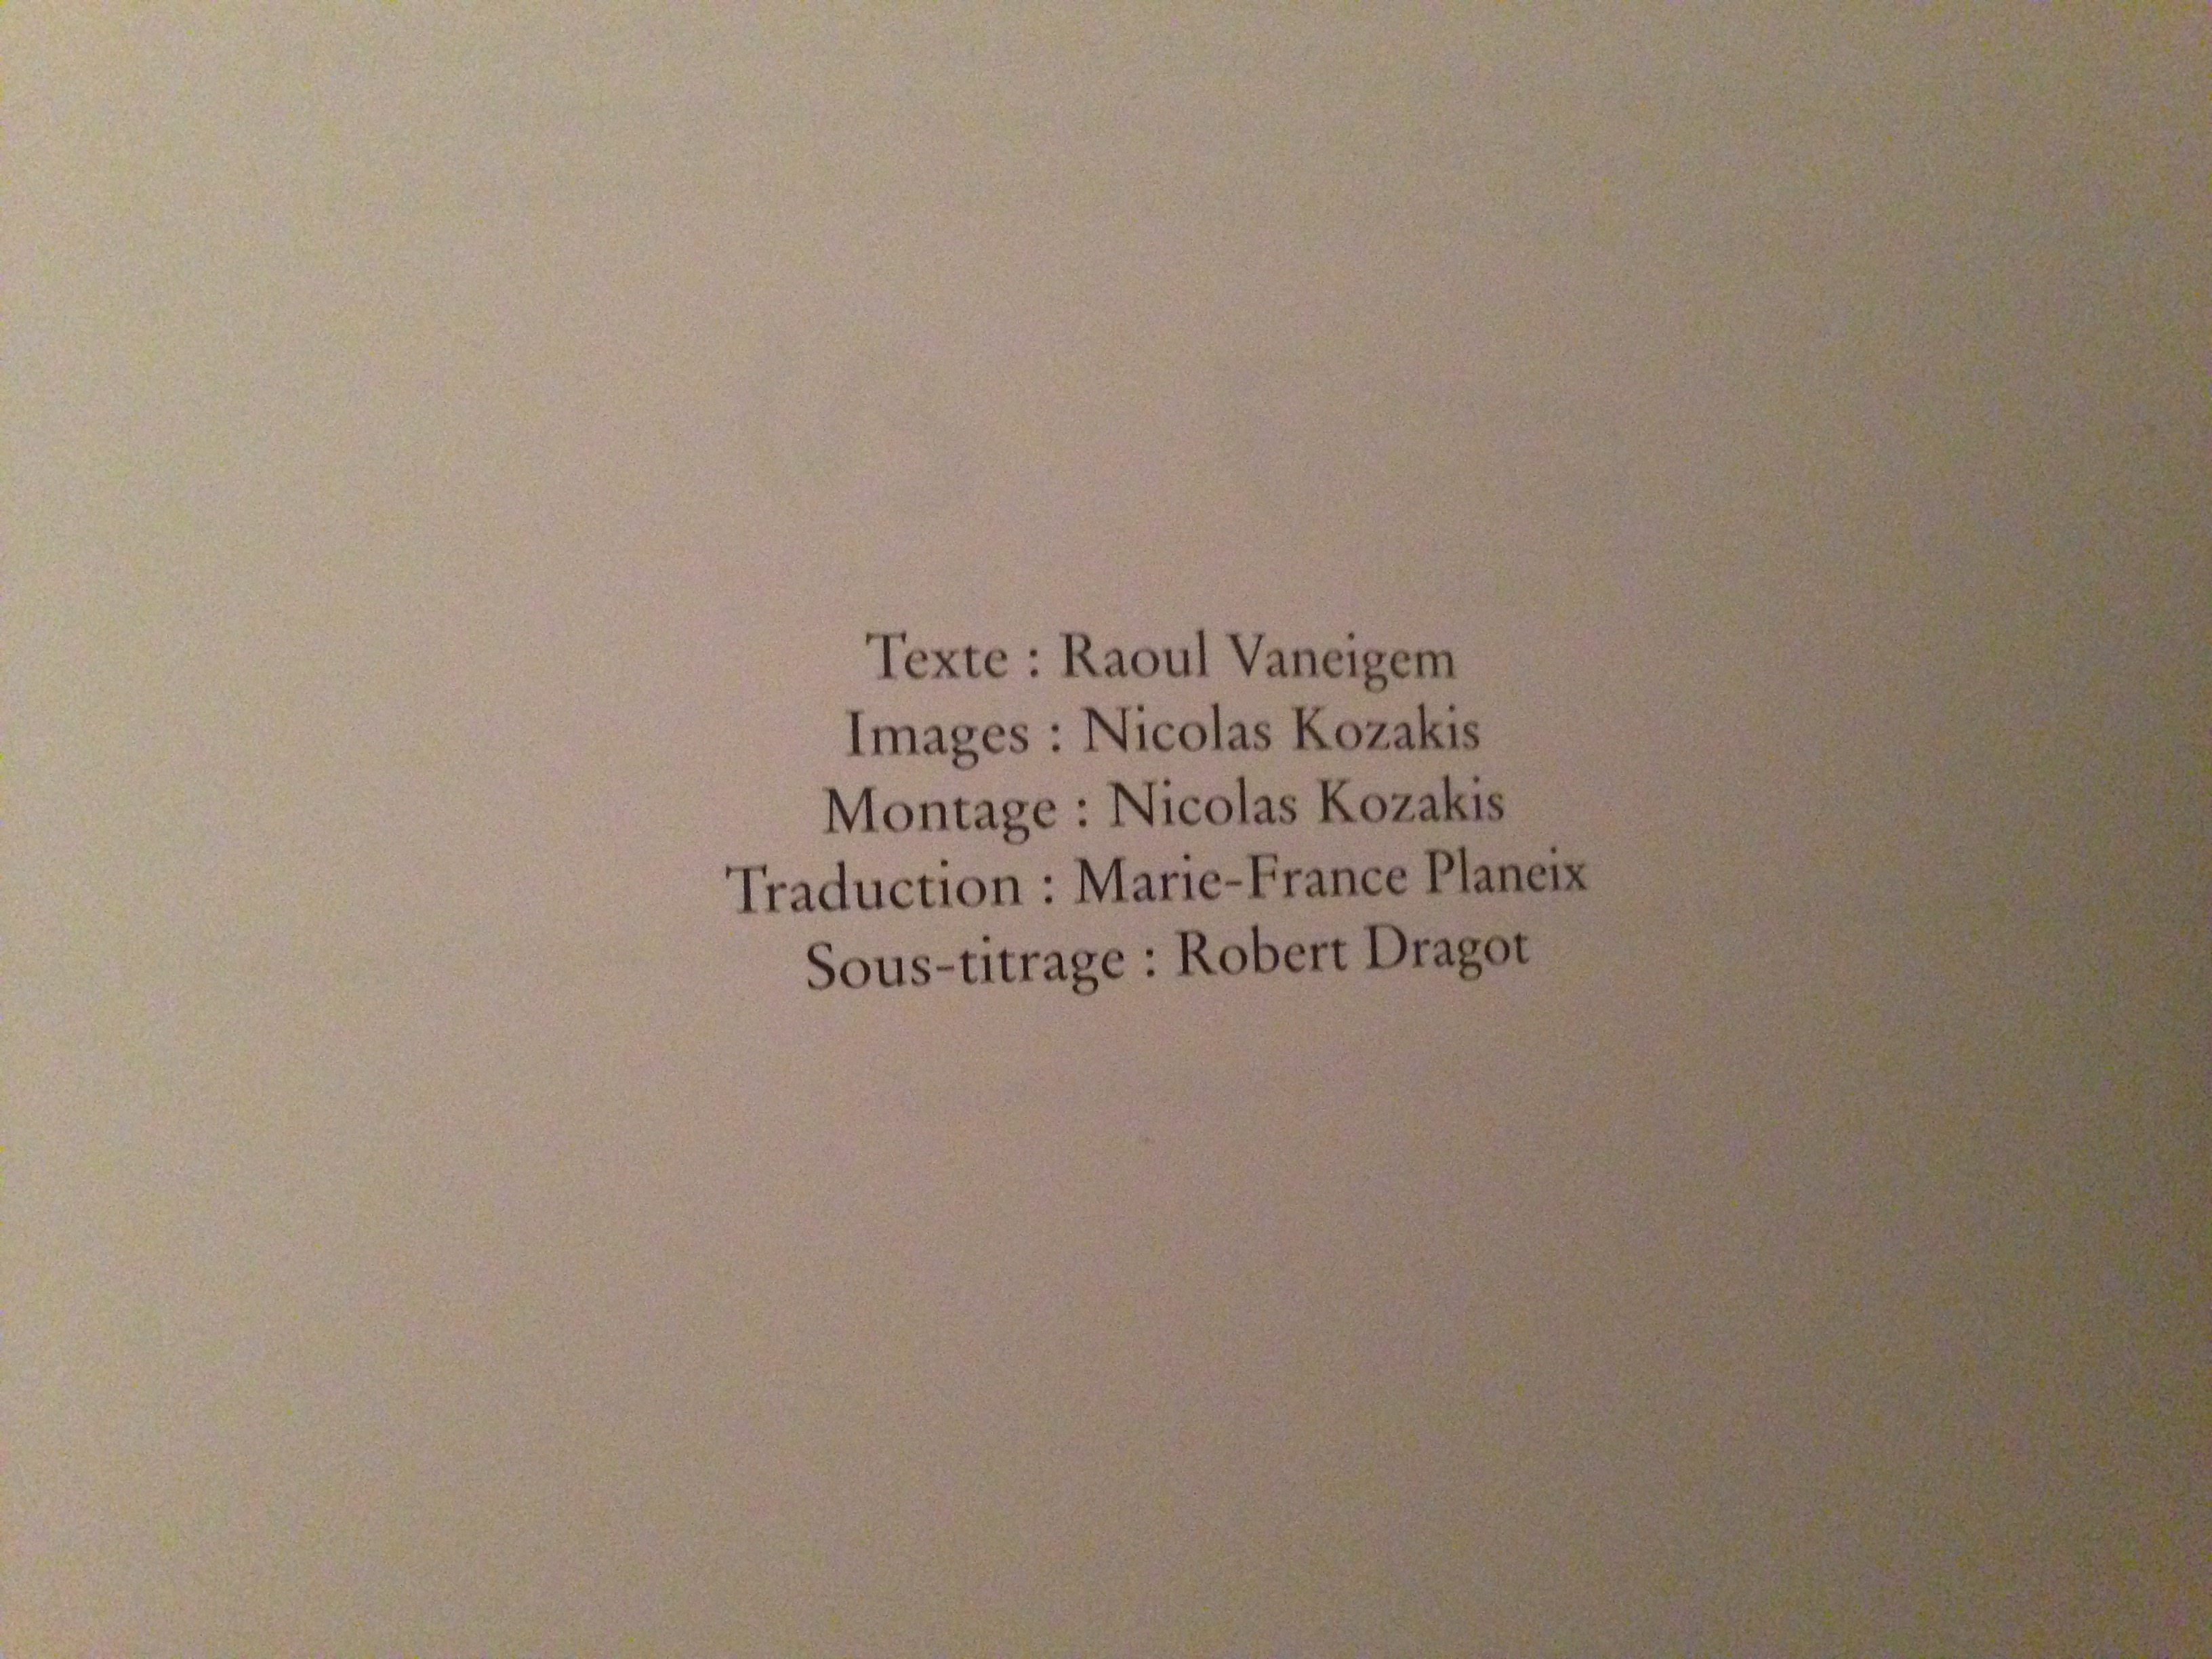 Texte : Raoul Vaneigem
Images : Nicolas Kozakis
Montage : Nicolas Kozakis
Traduction : Marie-France Planeix
Sous-titrage : Robert Dragot